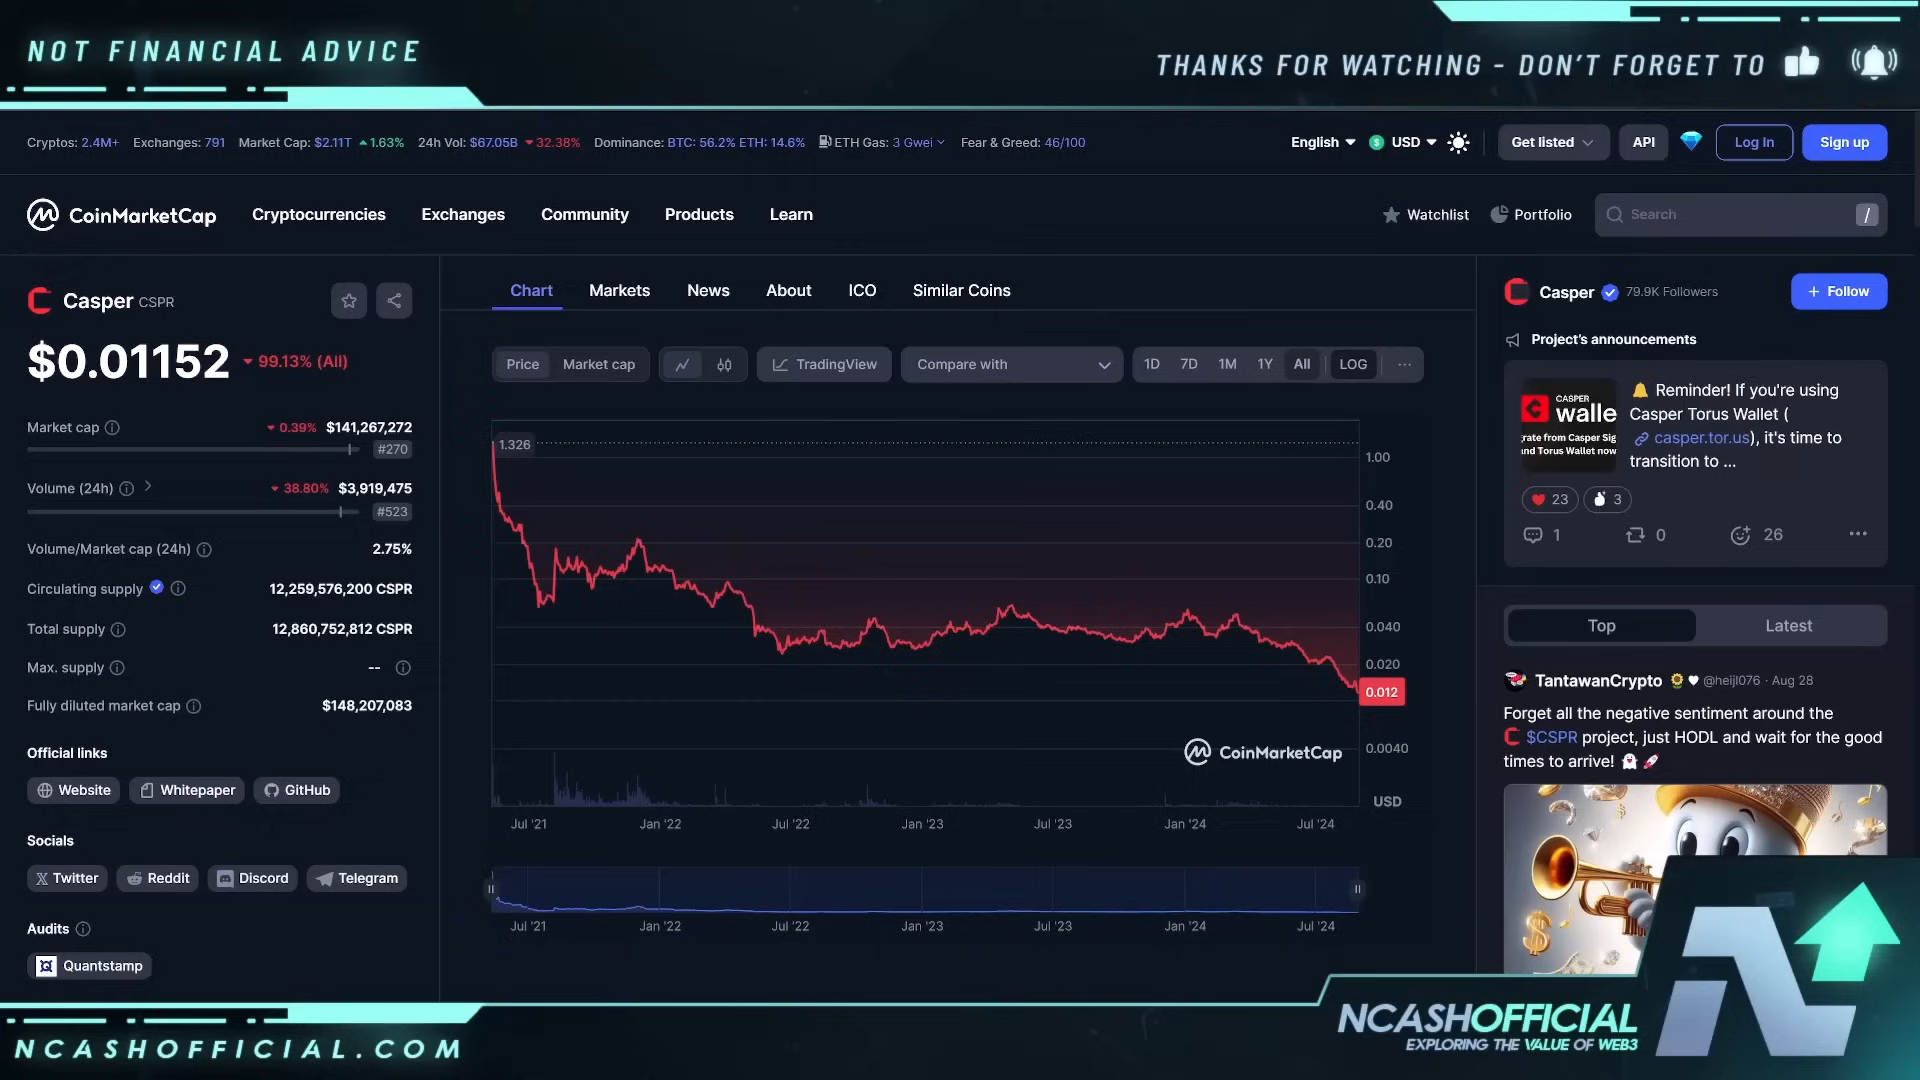 NOT FINANCIAL ADVICE
THANKS FOR WATCHING - DON'T FORGET TO
Cryptos: 2.4M+ Exchanges: 791 Market Cap: $2.11T 1.63% 24h Vol: $67.05B 32.38% Dominance: BTC: 56.2% ETH: 14.6% ETH Gas: 3 Gwei Fear & Greed: 46/100
English USD Get listed API Log In Sign up
CoinMarketCap Cryptocurrencies Exchanges Community Products Learn
Watchlist Portfolio Search /
Casper CSPR
$0.01152 99.13% (All)
Market cap 0.39% $141,267,272
#270
Volume (24h) 38.80% $3,919,475
#523
Volume/Market cap (24h) 2.75%
Circulating supply 12,259,576,200 CSPR
Total supply 12,860,752,812 CSPR
Max. supply --
Fully diluted market cap $148,207,083
Official links
Website Whitepaper GitHub
Socials
Twitter Reddit Discord Telegram
Audits
Quantstamp
Chart Markets News About ICO Similar Coins
Price Market cap TradingView Compare with 1D 7D 1M 1Y All LOG ...
1.326
1.00
0.40
0.20
0.10
0.040
0.020
0.012
0.0040
CoinMarketCap
USD
Jul '21 Jan '22 Jul '22 Jan '23 Jul '23 Jan '24 Jul '24
Jul '21 Jan '22 Jul '22 Jan '23 Jul '23 Jan '24 Jul '24
Casper 79.9K Followers + Follow
Project's announcements
CASPER
walle
rate from Casper Sig
nd Torus Wallet now
Reminder! If you're using
Casper Torus Wallet (
casper.tor.us), it's time to
transition to ...
23 3
1 0 26
Top Latest
TantawanCrypto @heijl076 · Aug 28
Forget all the negative sentiment around the
$CSPR project, just HODL and wait for the good
times to arrive!
NCASHOFFICIAL
EXPLORING THE VALUE OF WEB3
NCASHOFFICIAL.COM